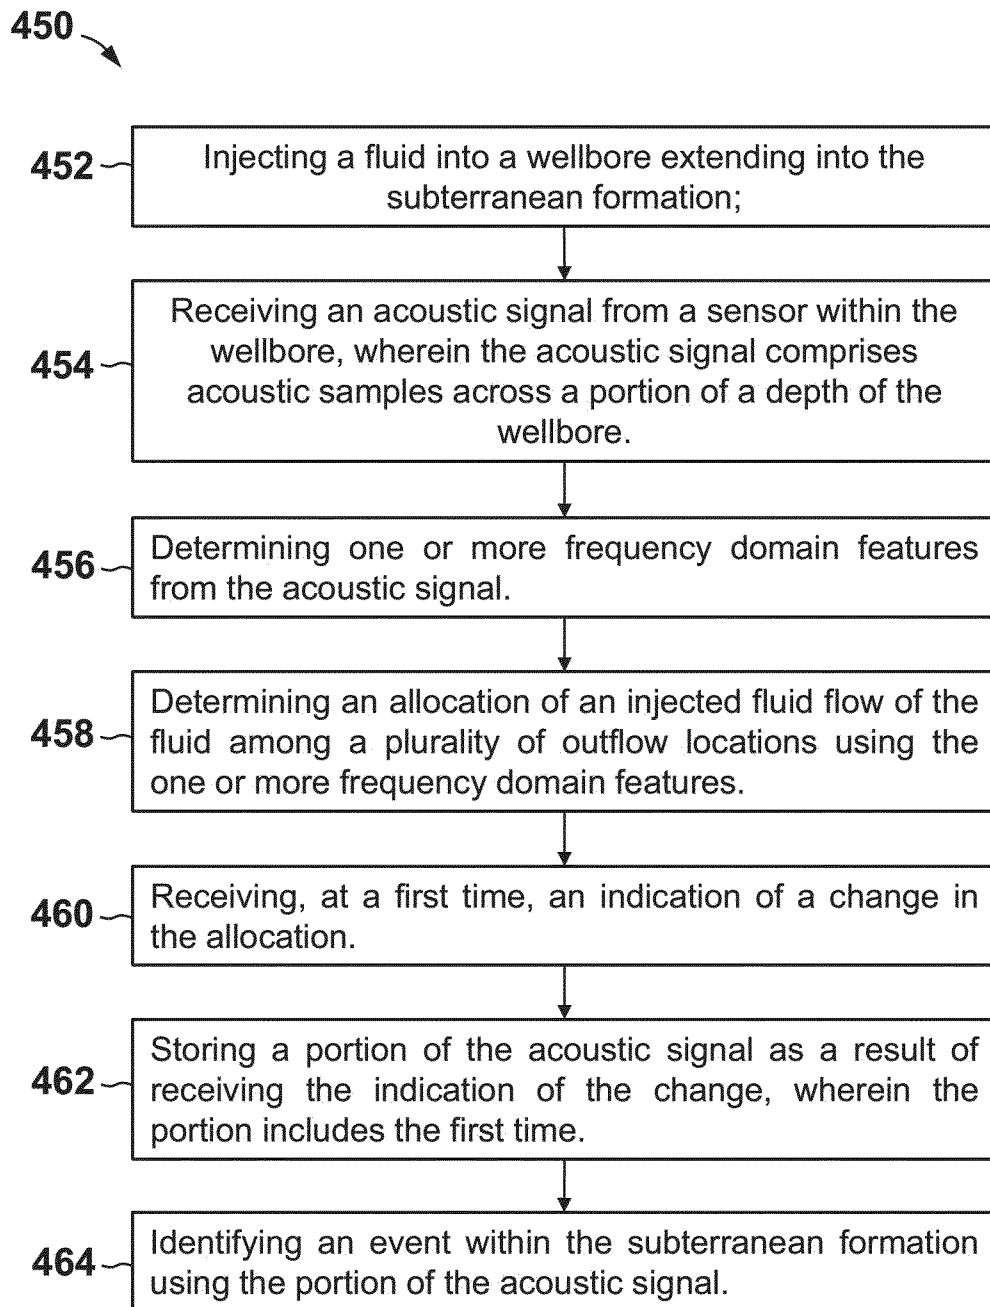 450
452
Injecting a fluid into a wellbore extending into the
subterranean formation;
454
Receiving an acoustic signal from a sensor within the
wellbore, wherein the acoustic signal comprises
acoustic samples across a portion of a depth of the
wellbore.
456
Determining one or more frequency domain features
from the acoustic signal.
458
Determining an allocation of an injected fluid flow of the
fluid among a plurality of outflow locations using the
one or more frequency domain features.
460
Receiving, at a first time, an indication of a change in
the allocation.
462
Storing a portion of the acoustic signal as a result of
receiving the indication of the change, wherein the
portion includes the first time.
464
Identifying an event within the subterranean formation
using the portion of the acoustic signal.